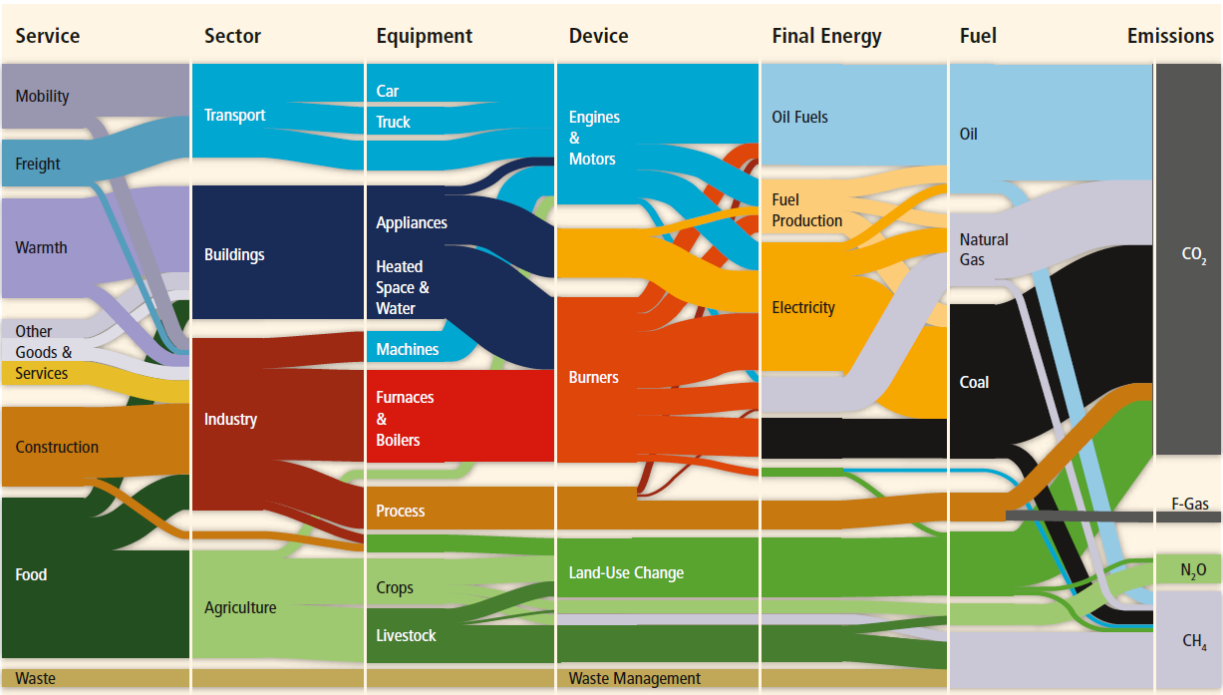 Service
Sector
Equipment
Device
Final Energy
Fuel
Emissions
Mobility
Freight
Warmth
Other
Goods &
Services
Construction
Food
Waste
Transport
Buildings
Industry
Agriculture
Car
Truck
Appliances
Heated
Space &
Water
Machines
Furnaces
&
Boilers
Process
Crops
Livestock
Engines
&
Motors
Burners
Land-Use Change
Waste Management
Oil Fuels
Fuel
Production
Electricity
Oil
Natural
Gas
Coal
CO₂
F-Gas
N₂O
CH₄